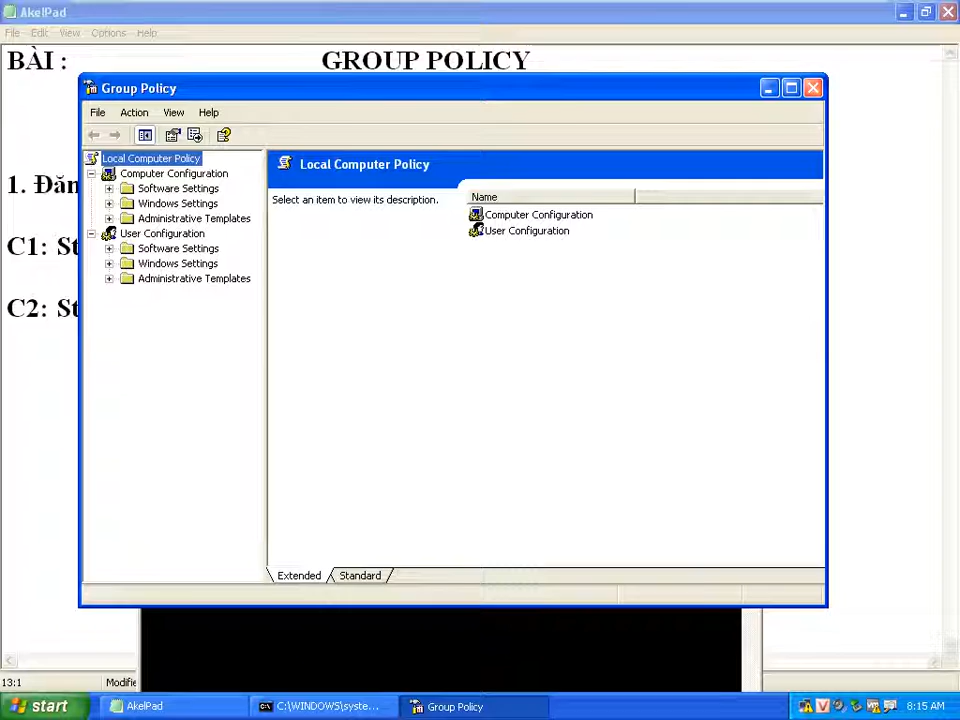 AkelPad
File Edit View Options Help
BÀI : GROUP POLICY
Group Policy
File Action View Help
Local Computer Policy
Computer Configuration
Software Settings
Windows Settings
Administrative Templates
User Configuration
Software Settings
Windows Settings
Administrative Templates
Local Computer Policy
Select an item to view its description.
Name
Computer Configuration
User Configuration
Extended Standard
1. Đăn
C1: St
C2: St
13:1 Modifie
start AkelPad C:\WINDOWS\syste... Group Policy V 8:15 AM